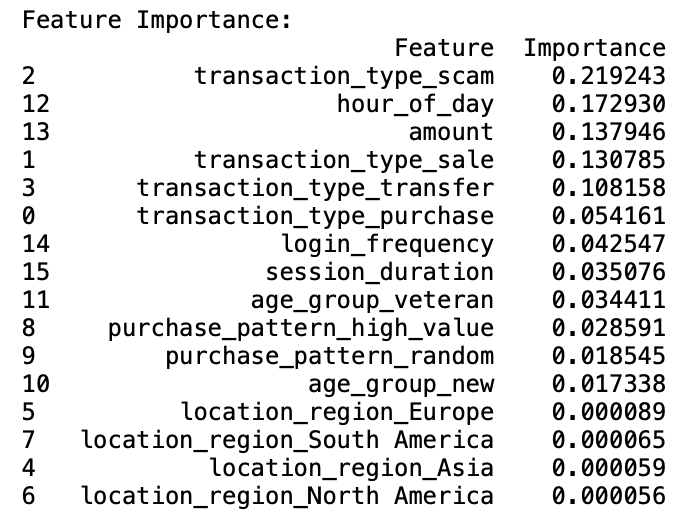 Feature Importance:
Feature Importance
2 transaction_type_scam 0.219243
12 hour_of_day 0.172930
13 amount 0.137946
1 transaction_type_sale 0.130785
3 transaction_type_transfer 0.108158
0 transaction_type_purchase 0.054161
14 login_frequency 0.042547
15 session_duration 0.035076
11 age_group_veteran 0.034411
8 purchase_pattern_high_value 0.028591
9 purchase_pattern_random 0.018545
10 age_group_new 0.017338
5 location_region_Europe 0.000089
7 location_region_South America 0.000065
4 location_region_Asia 0.000059
6 location_region_North America 0.000056